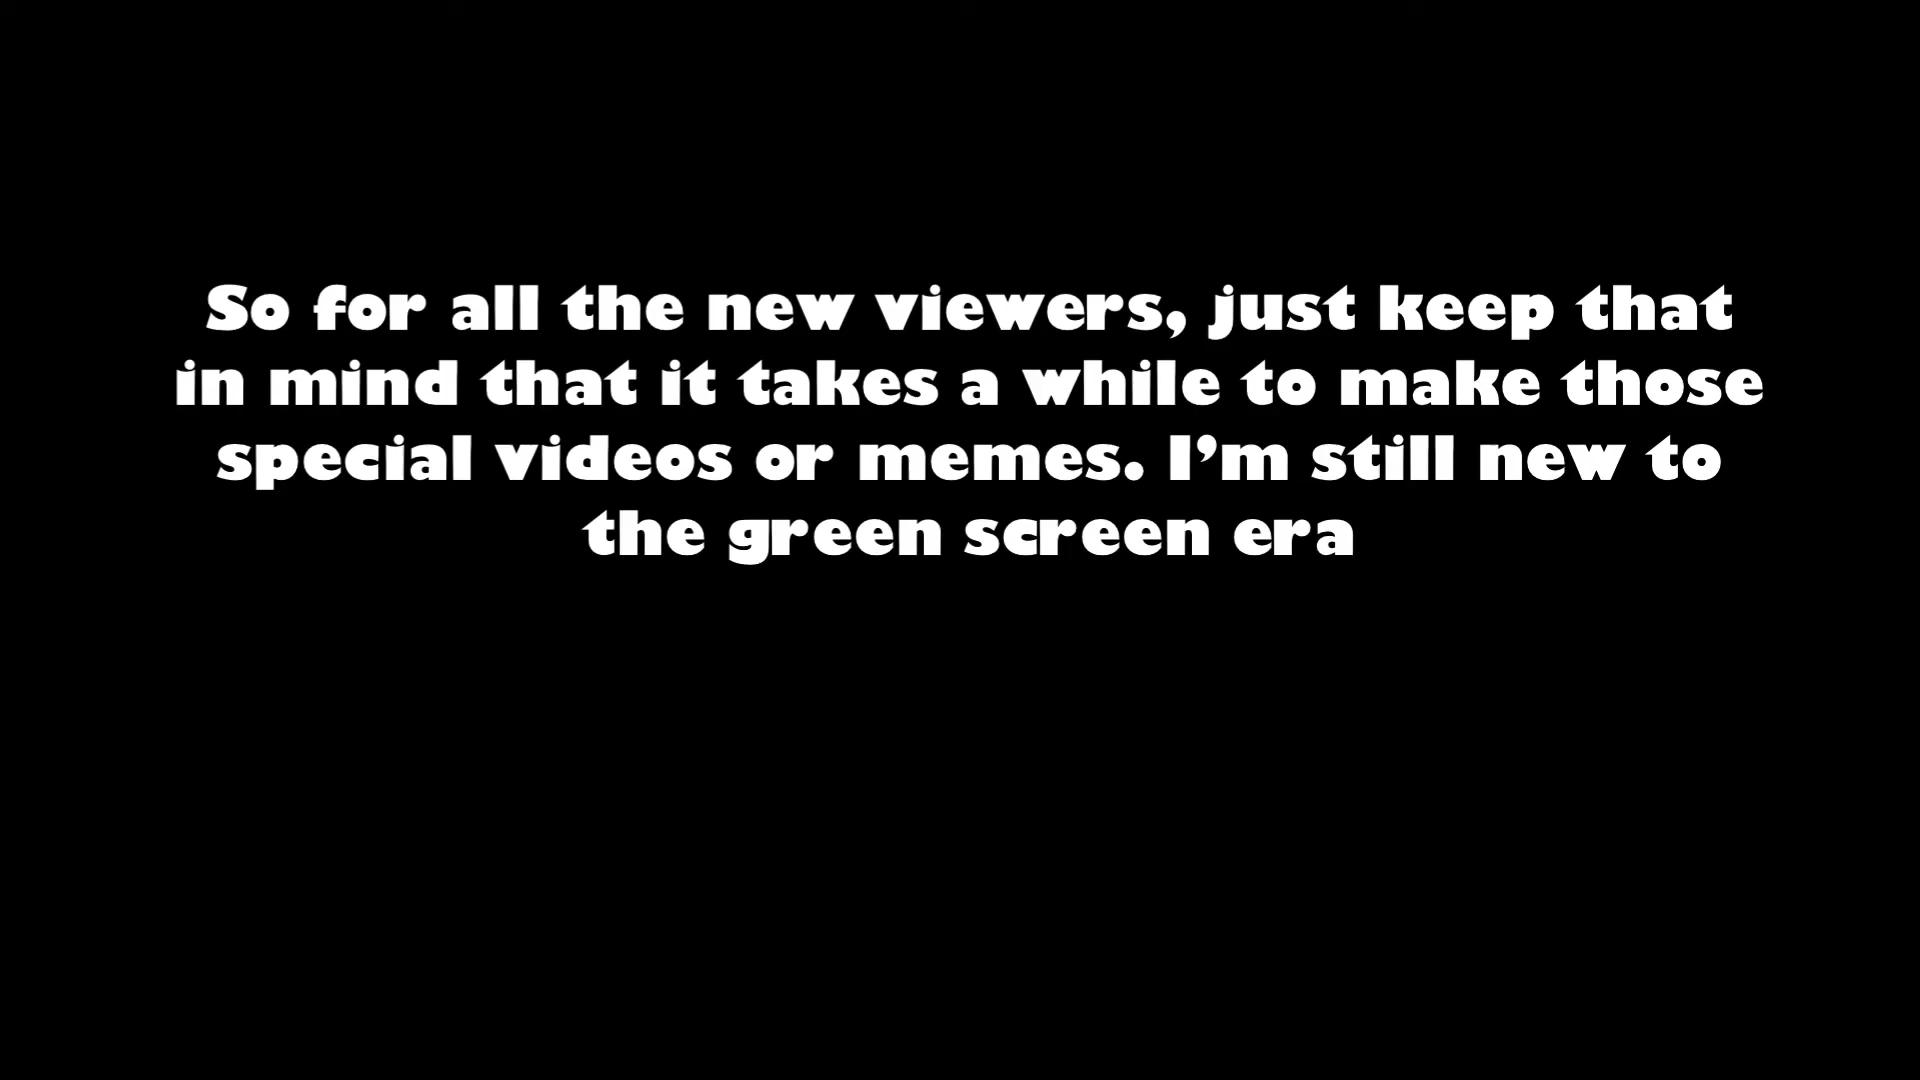 So for all the new viewers, just keep that
in mind that it takes a while to make those
special videos or memes. I’m still new to
the green screen era